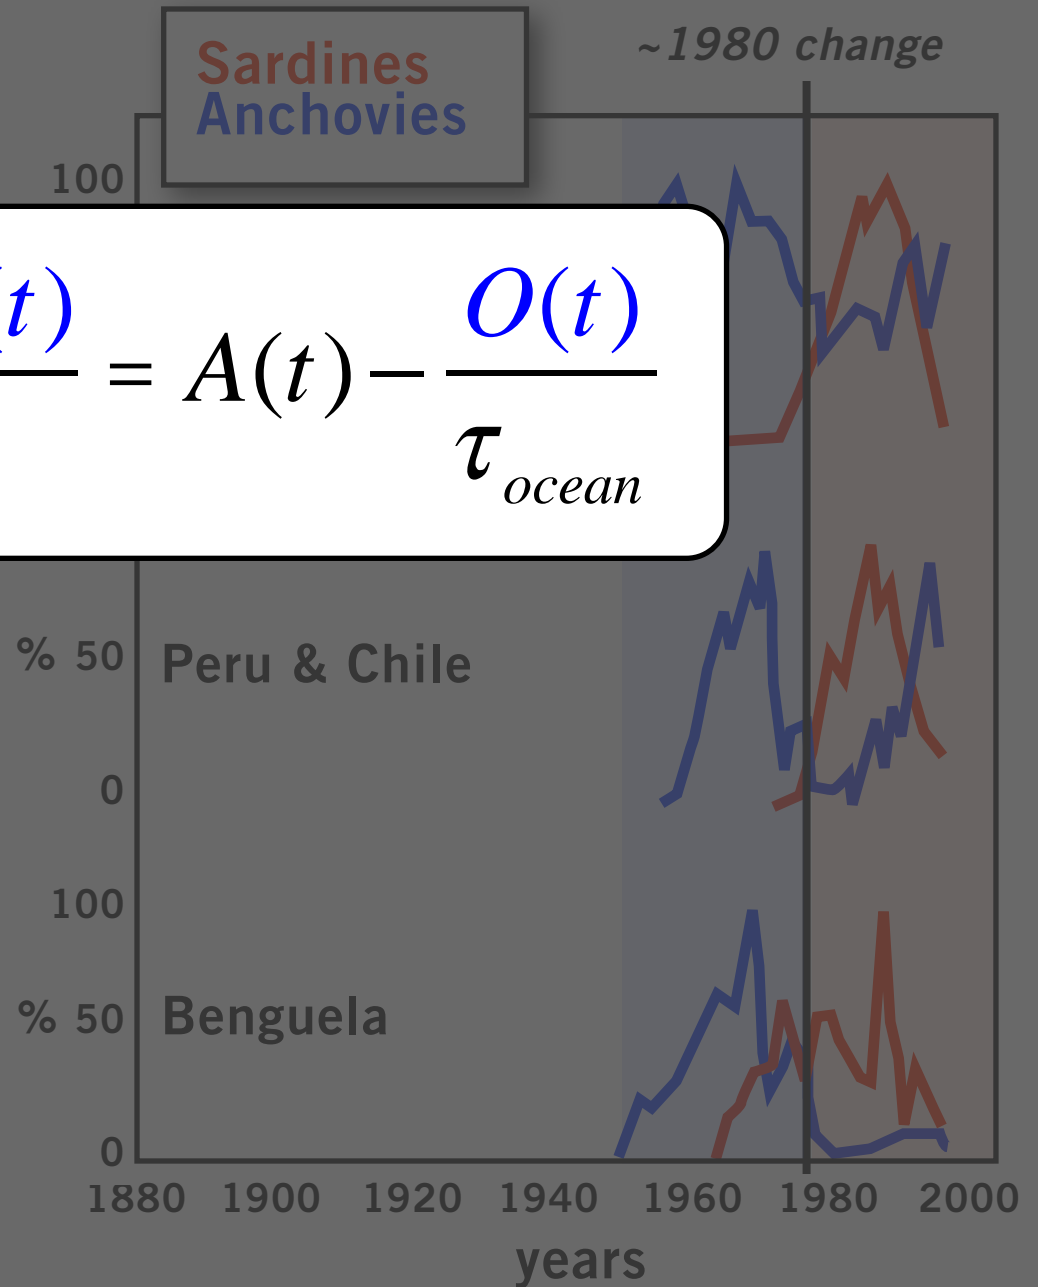 Sardines
Anchovies
~1980 change
100
(t)
= A(t) − O(t)
τ ocean
% 50
Peru & Chile
0
100
% 50
Benguela
0
1880 1900 1920 1940 1960 1980 2000
years